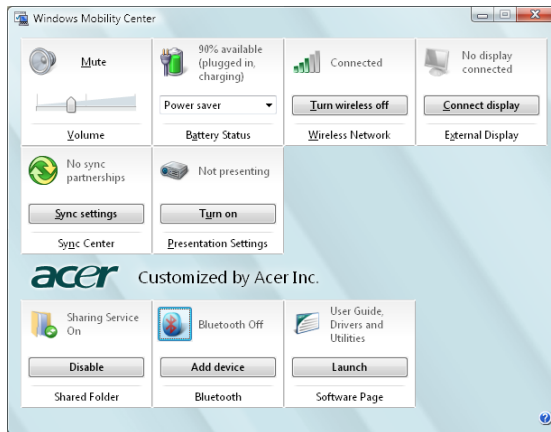 Windows Mobility Center
Mute
Volume
90% available
(plugged in,
charging)
Power saver
Battery Status
Connected
Turn wireless off
Wireless Network
No display
connected
Connect display
External Display
No sync
partnerships
Sync settings
Sync Center
Not presenting
Turn on
Presentation Settings
acer Customized by Acer Inc.
Sharing Service
On
Disable
Shared Folder
Bluetooth Off
Add device
Bluetooth
User Guide,
Drivers and
Utilities
Launch
Software Page